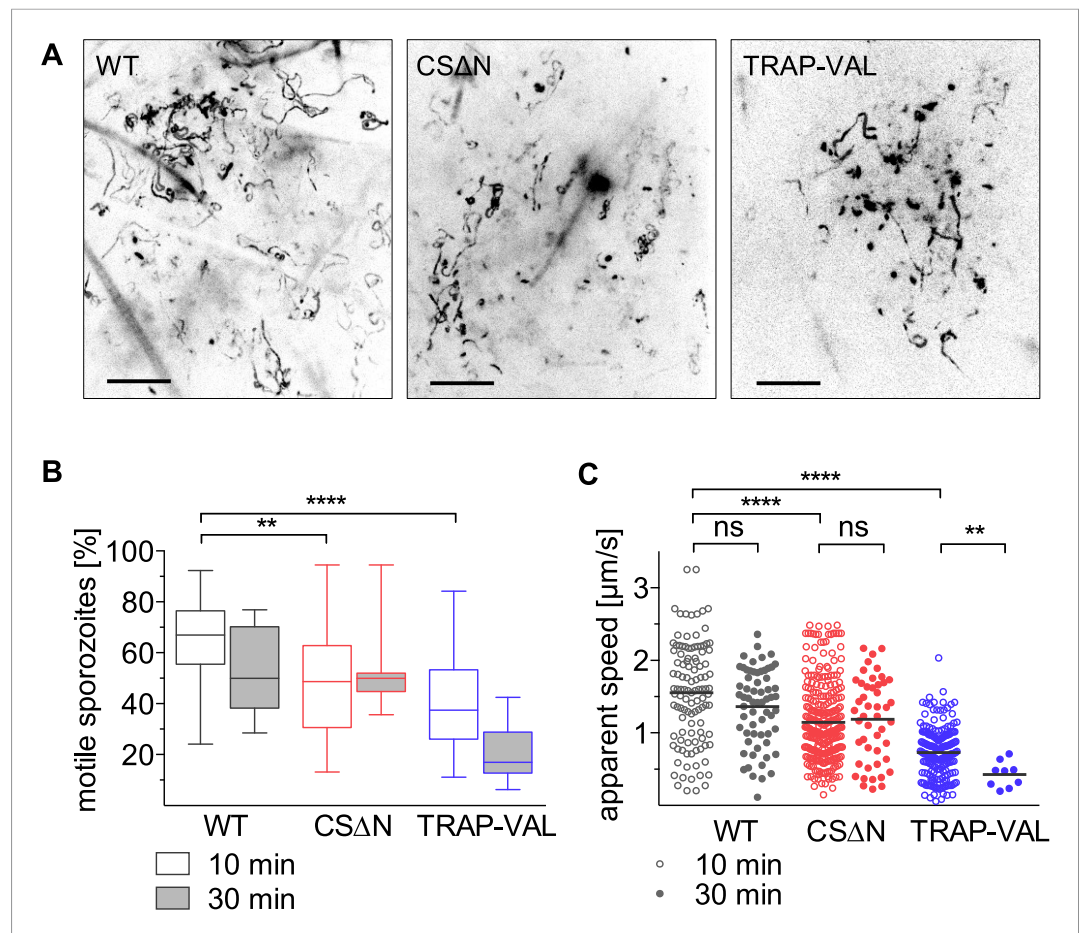 A
WT
CSΔN
TRAP-VAL
B
motile sporozoites [%]
100
80
60
40
20
**
****
WT
CSΔN
TRAP-VAL
10 min
30 min
C
apparent speed [µm/s]
3
2
1
****
****
ns
ns
**
WT
CSΔN
TRAP-VAL
10 min
30 min